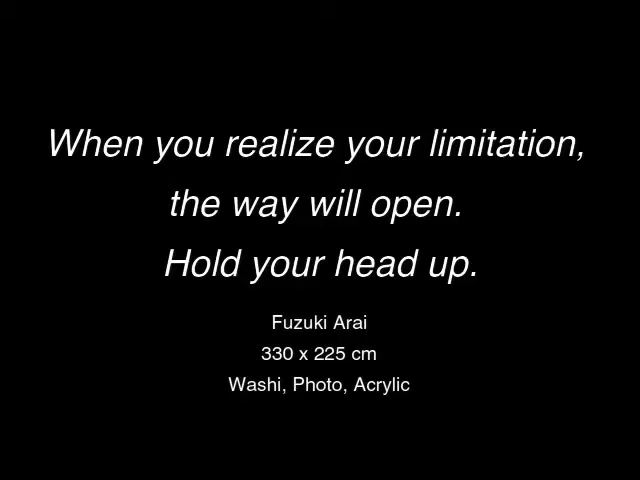 When you realize your limitation,
the way will open.
Hold your head up.
Fuzuki Arai
330 x 225 cm
Washi, Photo, Acrylic